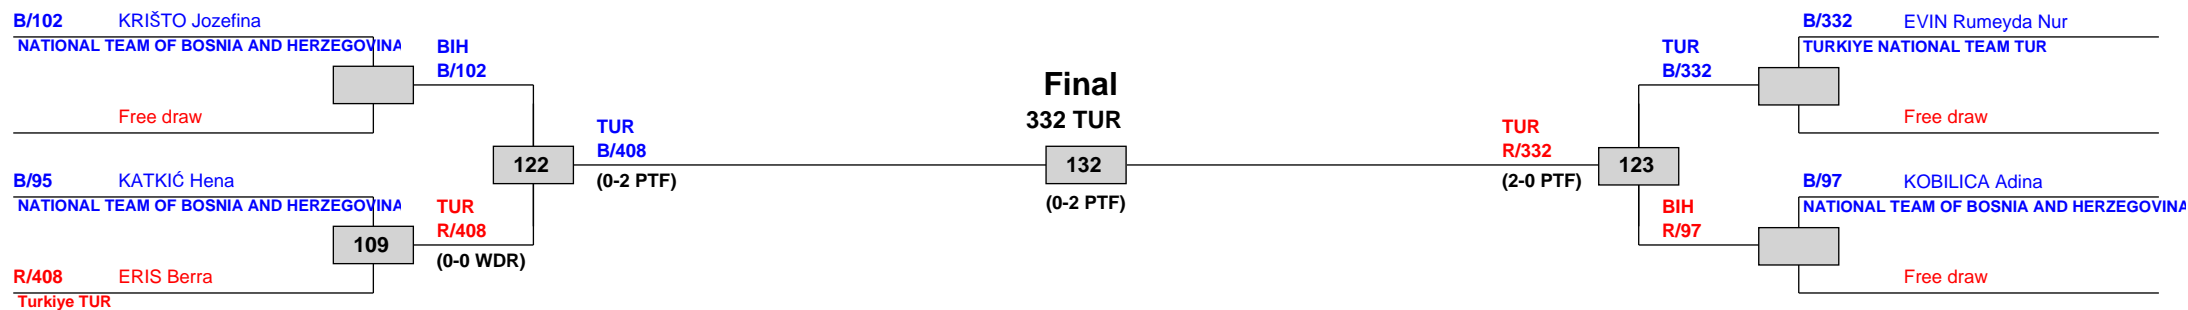 B/102 KRIŠTO Jozefina
NATIONAL TEAM OF BOSNIA AND HERZEGOVINA
BIH
B/102
Free draw
B/95 KATKIĆ Hena
NATIONAL TEAM OF BOSNIA AND HERZEGOVINA
109
TUR
R/408
(0-0 WDR)
R/408 ERIS Berra
Turkiye TUR
122
TUR
B/408
(0-2 PTF)
Final
332 TUR
132
(0-2 PTF)
TUR
R/332
(2-0 PTF)
123
TUR
B/332
B/332 EVIN Rumeyda Nur
TURKIYE NATIONAL TEAM TUR
Free draw
BIH
R/97
B/97 KOBILICA Adina
NATIONAL TEAM OF BOSNIA AND HERZEGOVINA
Free draw